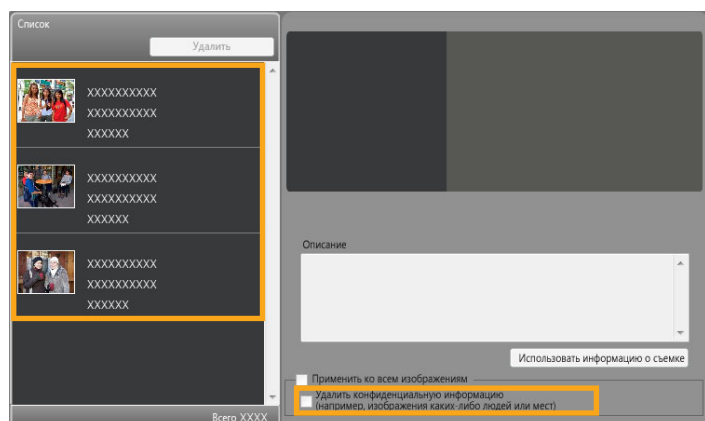 Список
Удалить
XXXXXXXXXX
XXXXXXXXXX
XXXXXX
XXXXXXXXXX
XXXXXXXXXX
XXXXXX
XXXXXXXXXX
XXXXXXXXXX
XXXXXX
Всего XXXX
Описание
Использовать информацию о съемке
Применить ко всем изображениям
Удалить конфиденциальную информацию
(например, изображения каких-либо людей или мест)